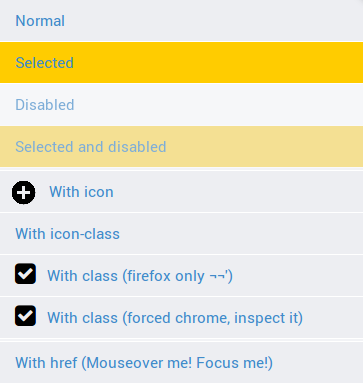 Normal
Selected
Disabled
Selected and disabled
With icon
With icon-class
With class (firefox only ¬¬')
With class (forced chrome, inspect it)
With href (Mouseover me! Focus me!)